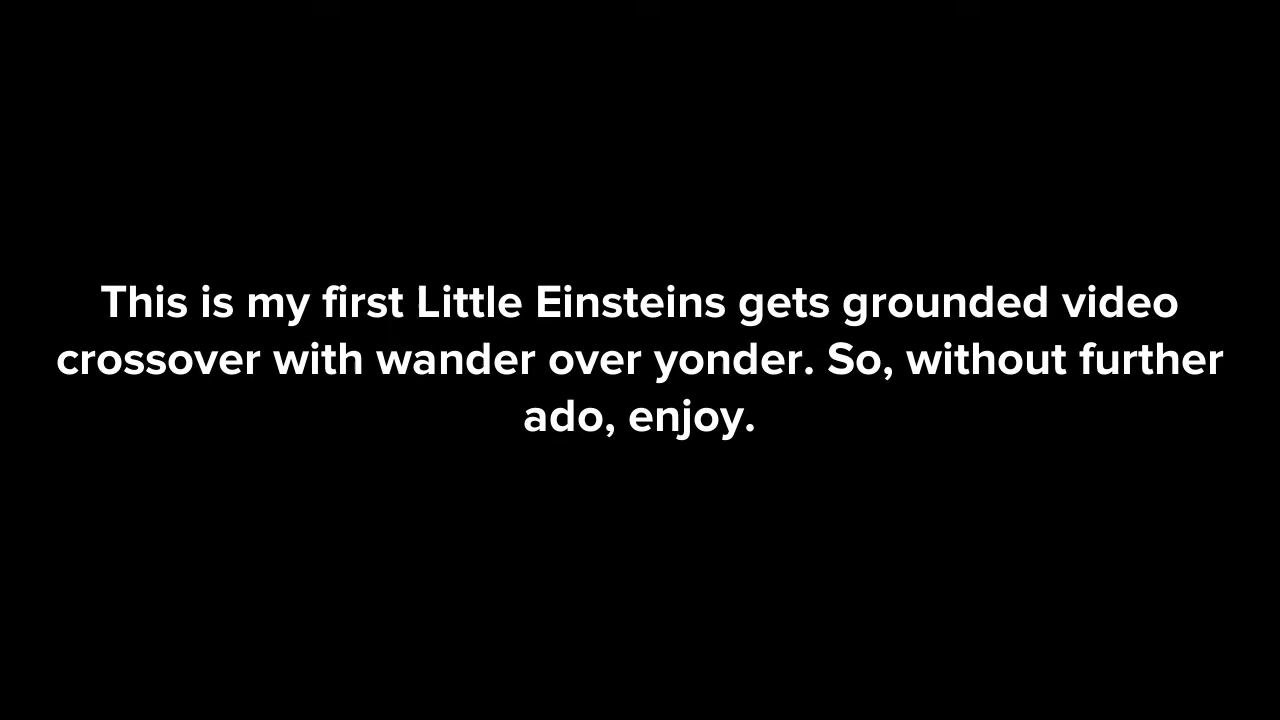 This is my first Little Einsteins gets grounded video
crossover with wander over yonder. So, without further
ado, enjoy.